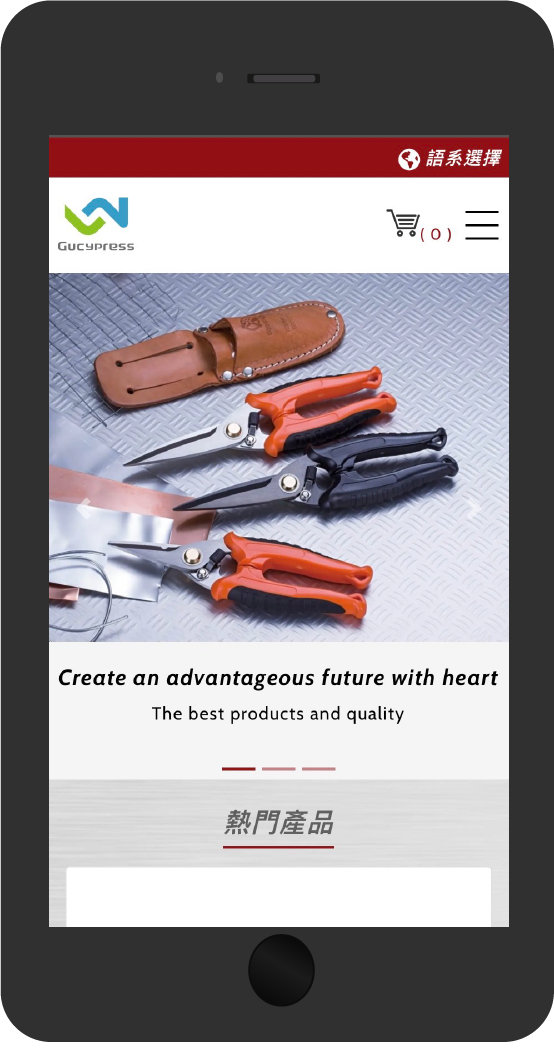 語系選擇
Gucypress
( 0 )
Create an advantageous future with heart
The best products and quality
熱門產品